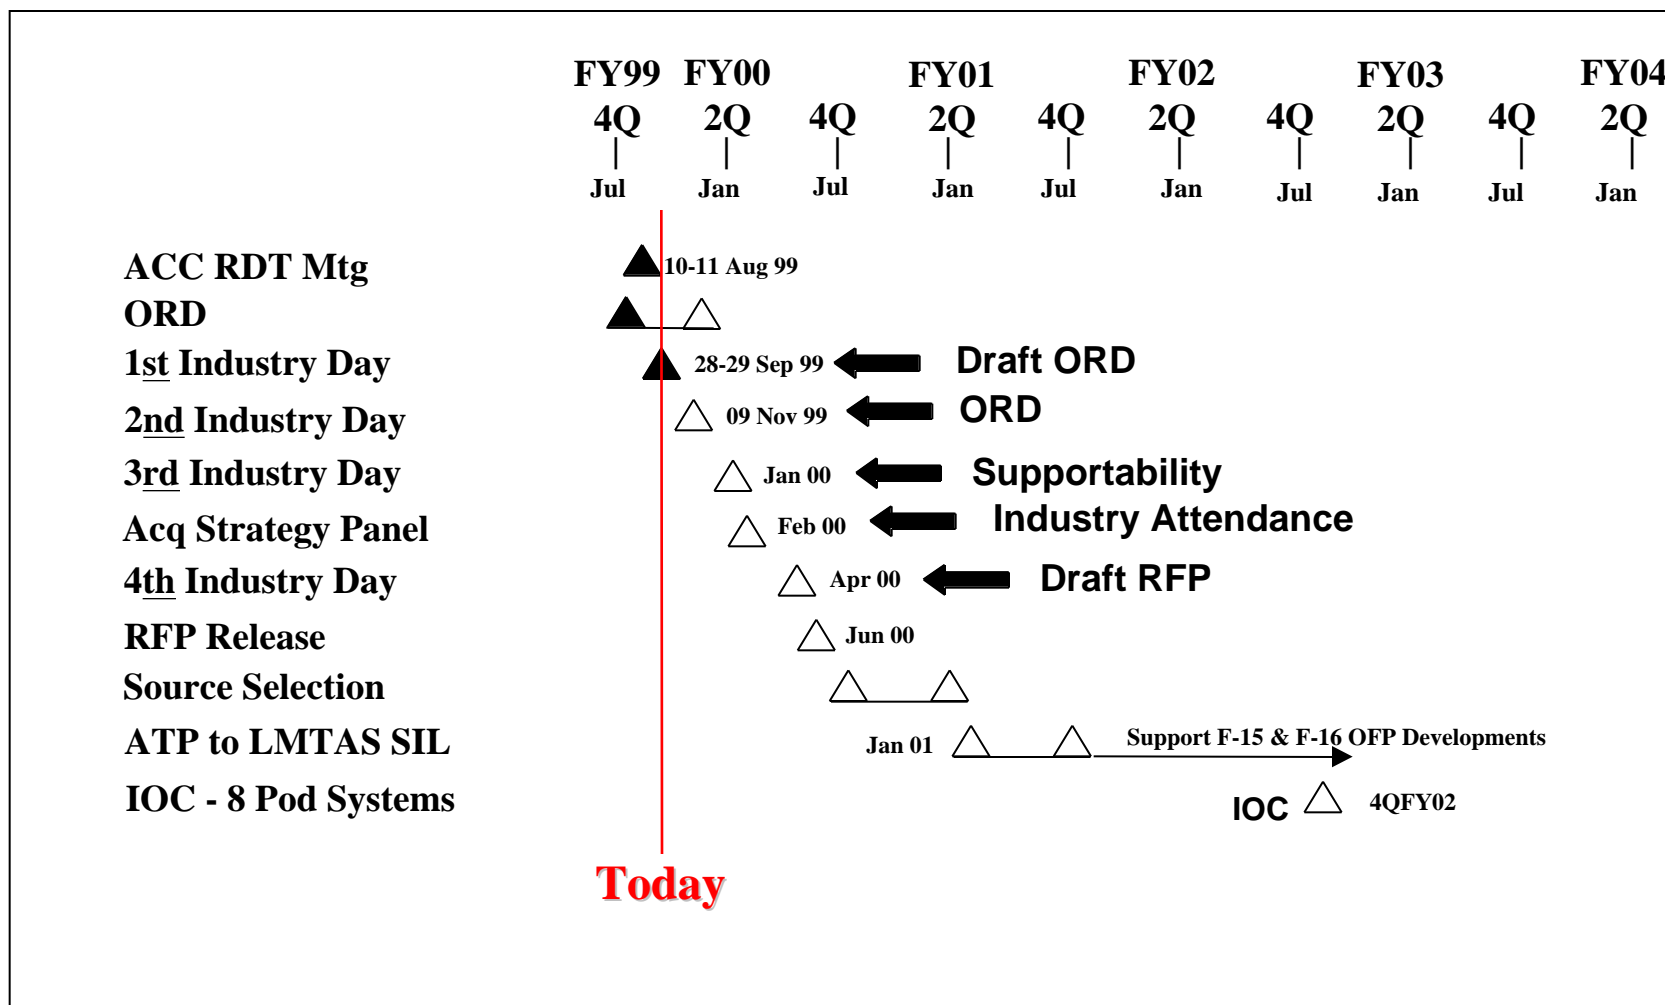 FY99 FY00 FY01 FY02 FY03 FY04
4Q 2Q 4Q 2Q 4Q 2Q 4Q 2Q 4Q 2Q
Jul Jan Jul Jan Jul Jan Jul Jan Jul Jan
ACC RDT Mtg 10-11 Aug 99
ORD
1st Industry Day 28-29 Sep 99 Draft ORD
2nd Industry Day 09 Nov 99 ORD
3rd Industry Day Jan 00 Supportability
Acq Strategy Panel Feb 00 Industry Attendance
4th Industry Day Apr 00 Draft RFP
RFP Release Jun 00
Source Selection
ATP to LMTAS SIL Jan 01 Support F-15 & F-16 OFP Developments
IOC - 8 Pod Systems IOC 4QFY02
Today